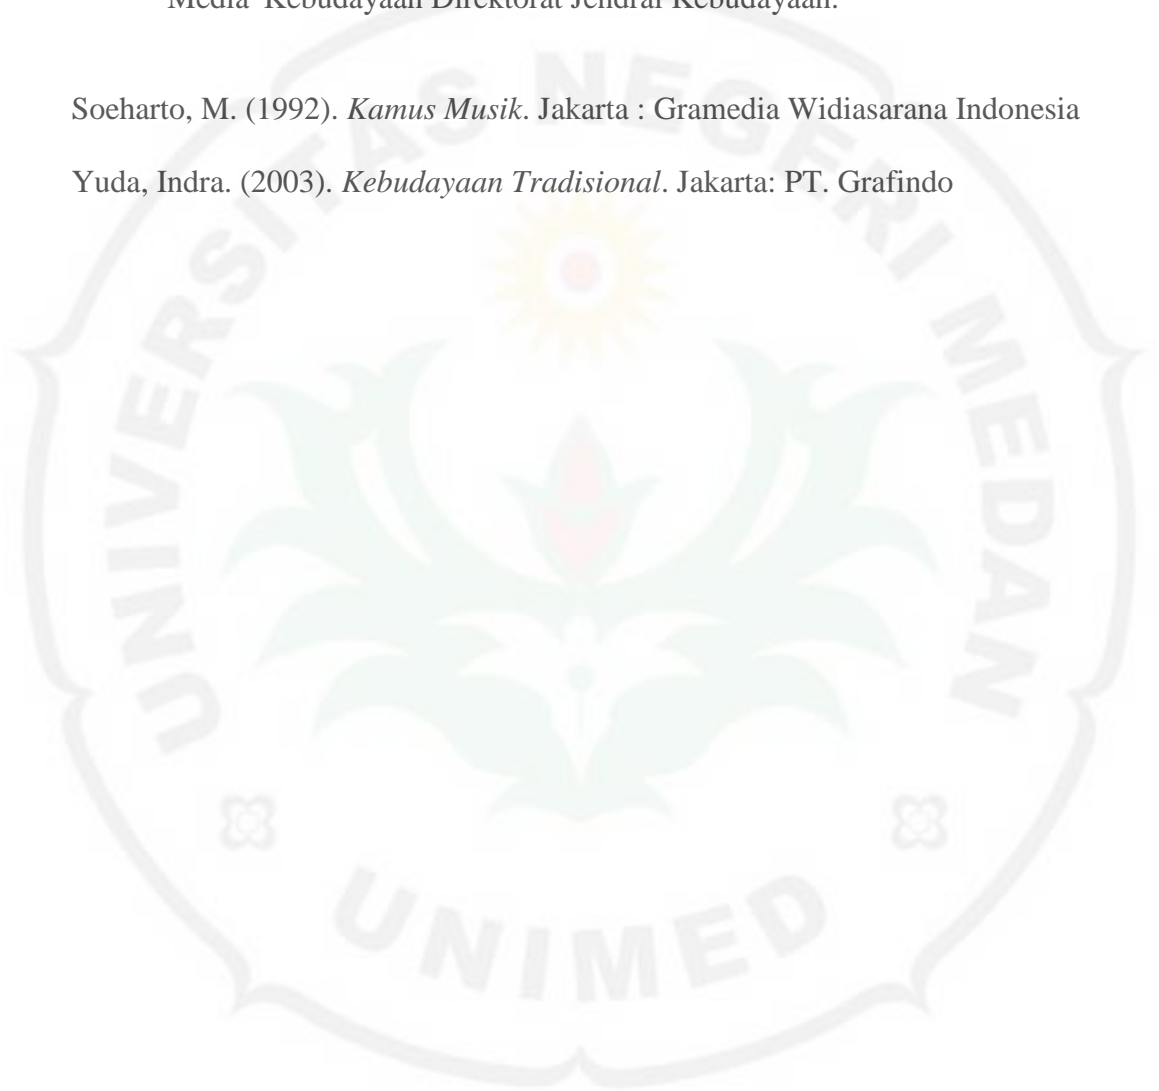 Media Kebudayaan Direktorat Jendral Kebudayaan.
Soeharto, M. (1992). Kamus Musik. Jakarta : Gramedia Widiasarana Indonesia
Yuda, Indra. (2003). Kebudayaan Tradisional. Jakarta: PT. Grafindo
UNIVERSITAS NEGERI MEDAN
UNIMED